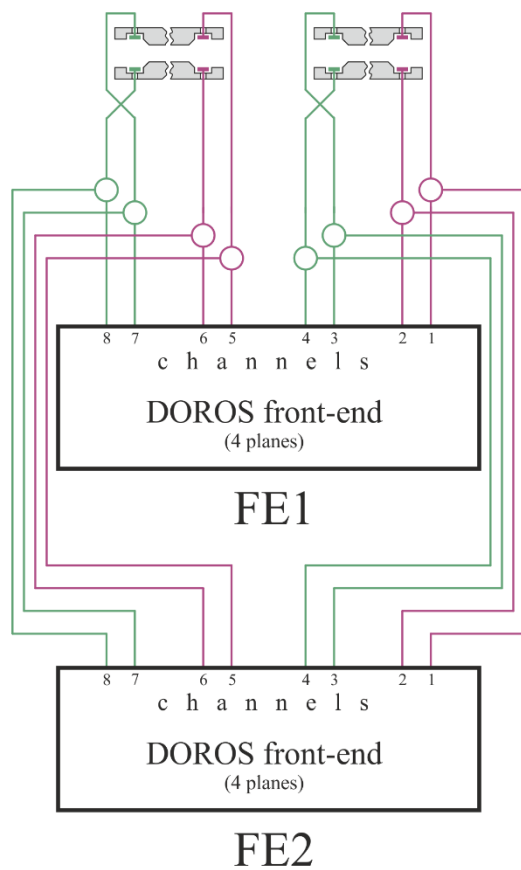 8 7 6 5 4 3 2 1
c h a n n e l s
DOROS front-end
(4 planes)
FE1
8 7 6 5 4 3 2 1
c h a n n e l s
DOROS front-end
(4 planes)
FE2